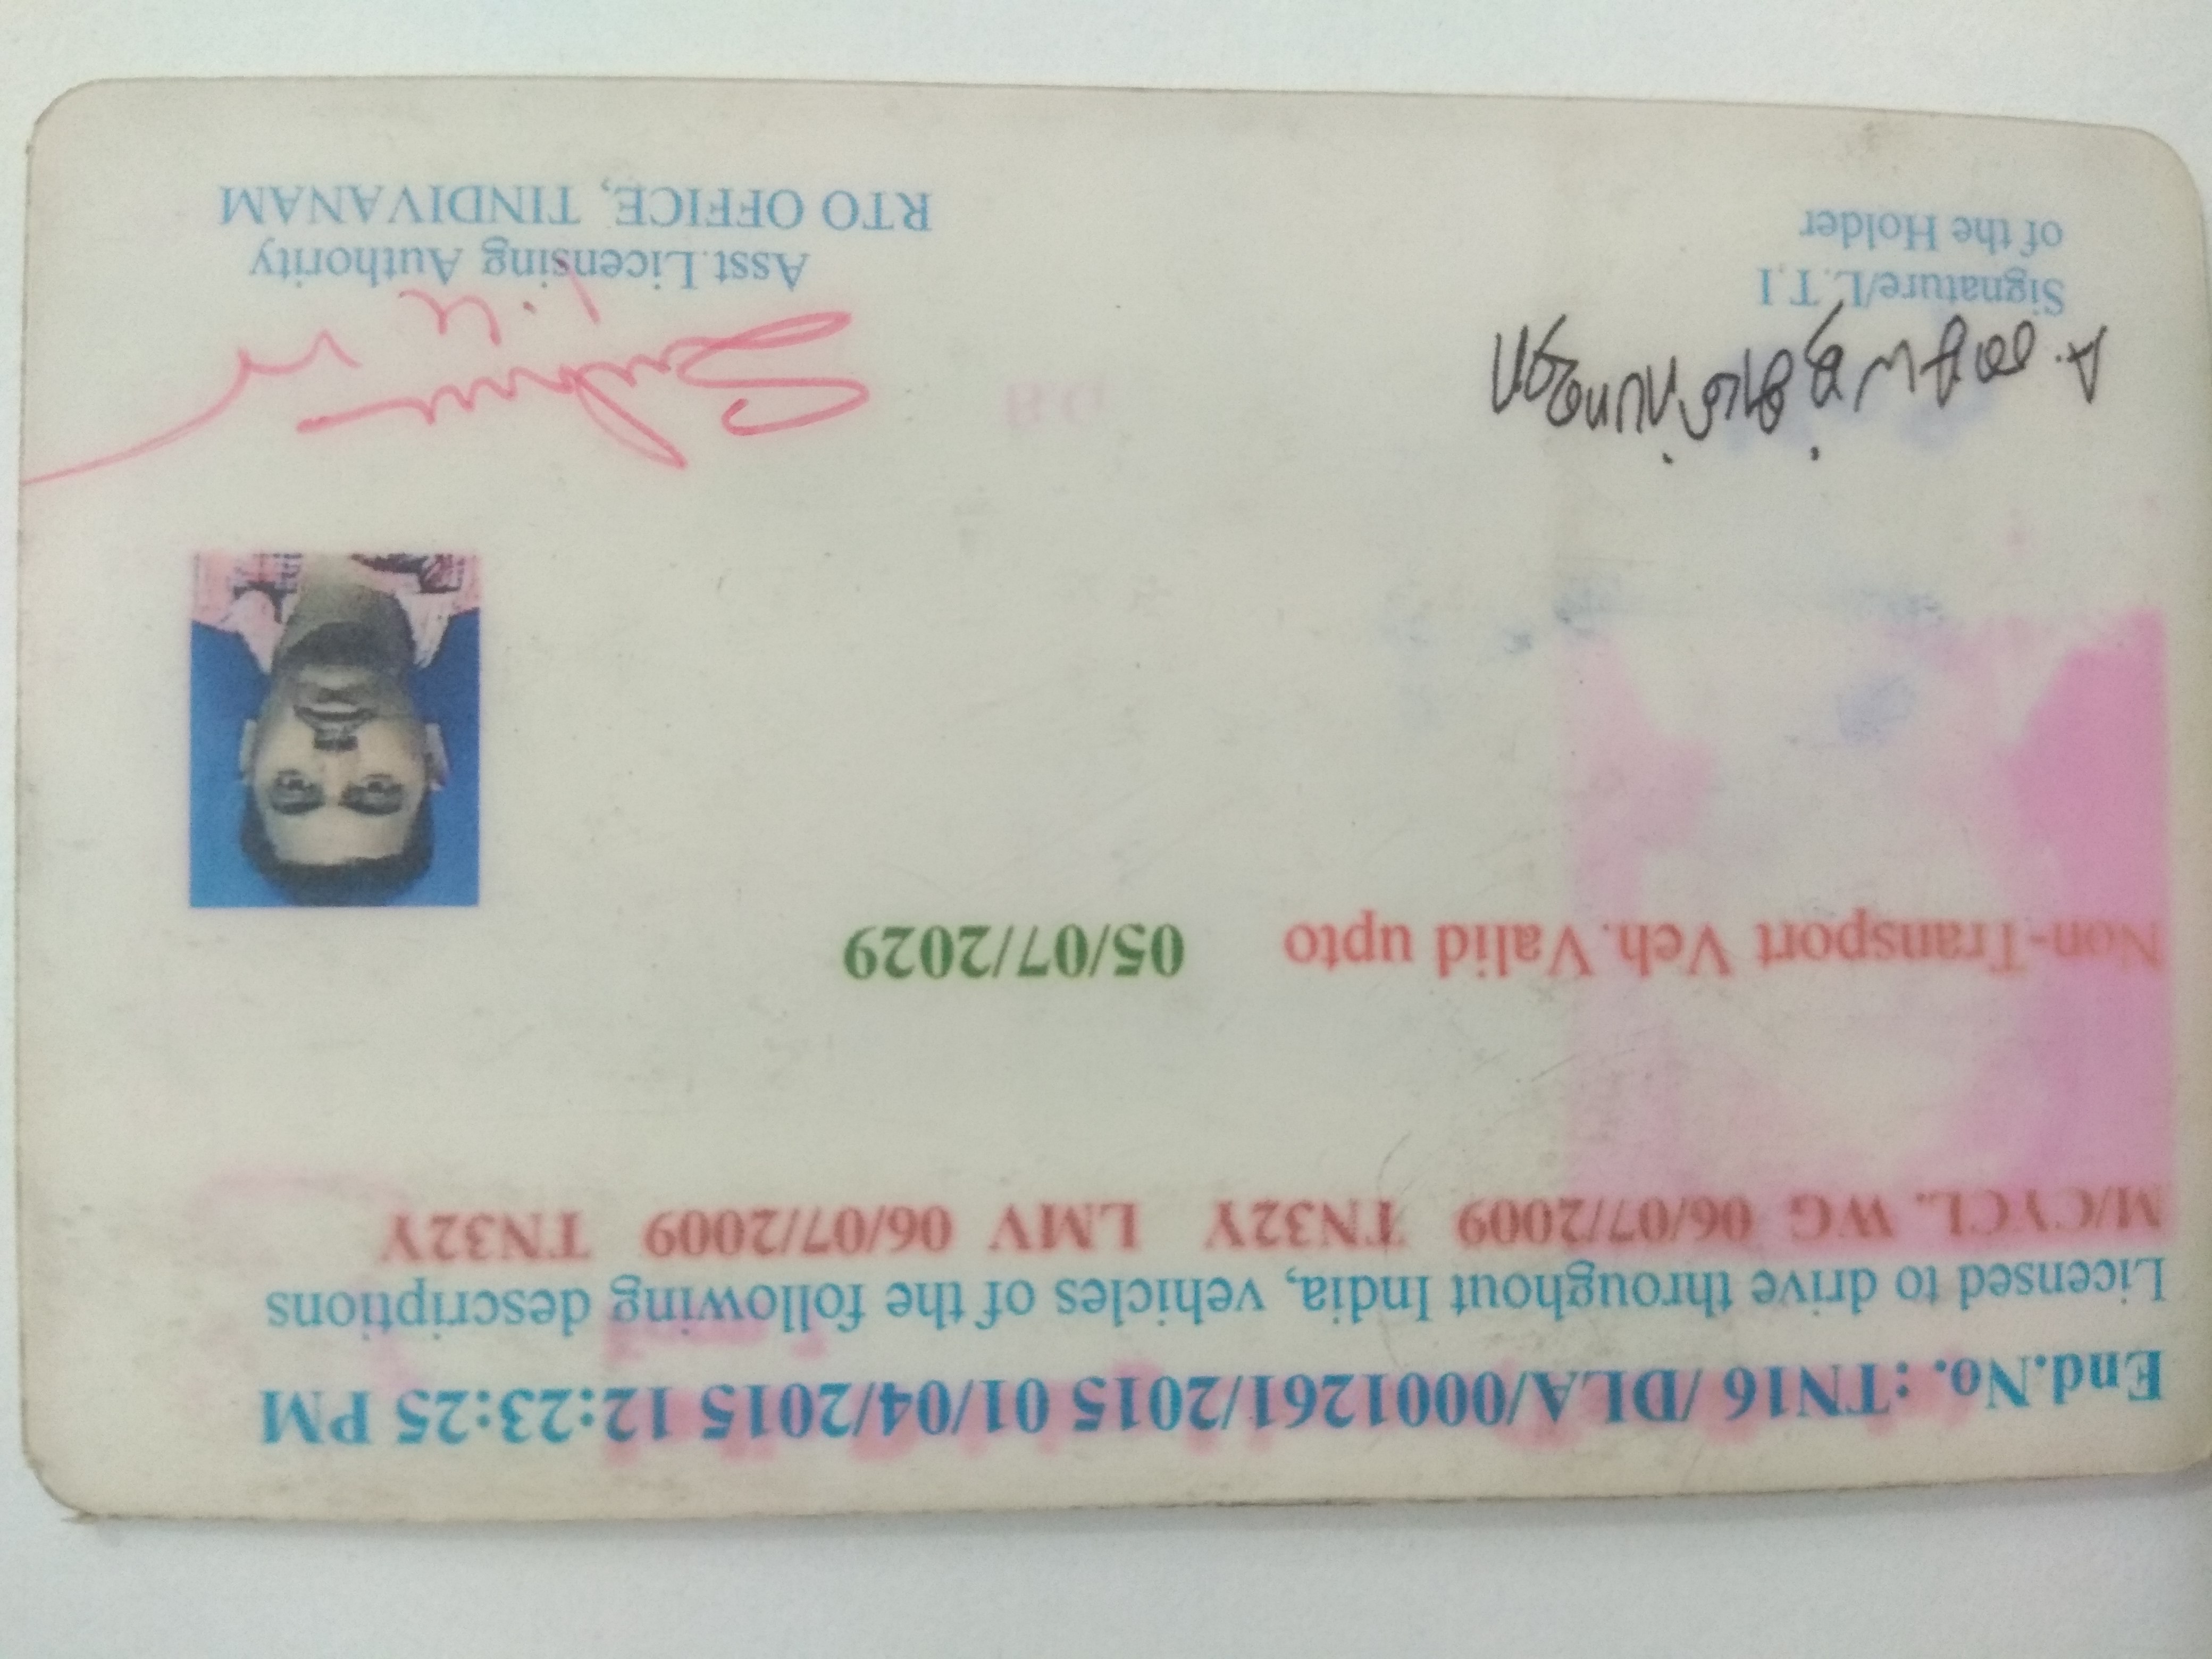 End.No. : TN16 /DLA/0001261/2015 01/04/2015 12:23:25 PM
Licensed to drive throughout India, vehicles of the following descriptions
M/CYCL. WG 06/07/2009 TN32Y LMV 06/07/2009 TN32Y
Non-Transport Veh. Valid upto 05/07/2029
Signature/L.T.I
of the Holder
Asst.Licensing Authority
RTO OFFICE, TINDIVANAM